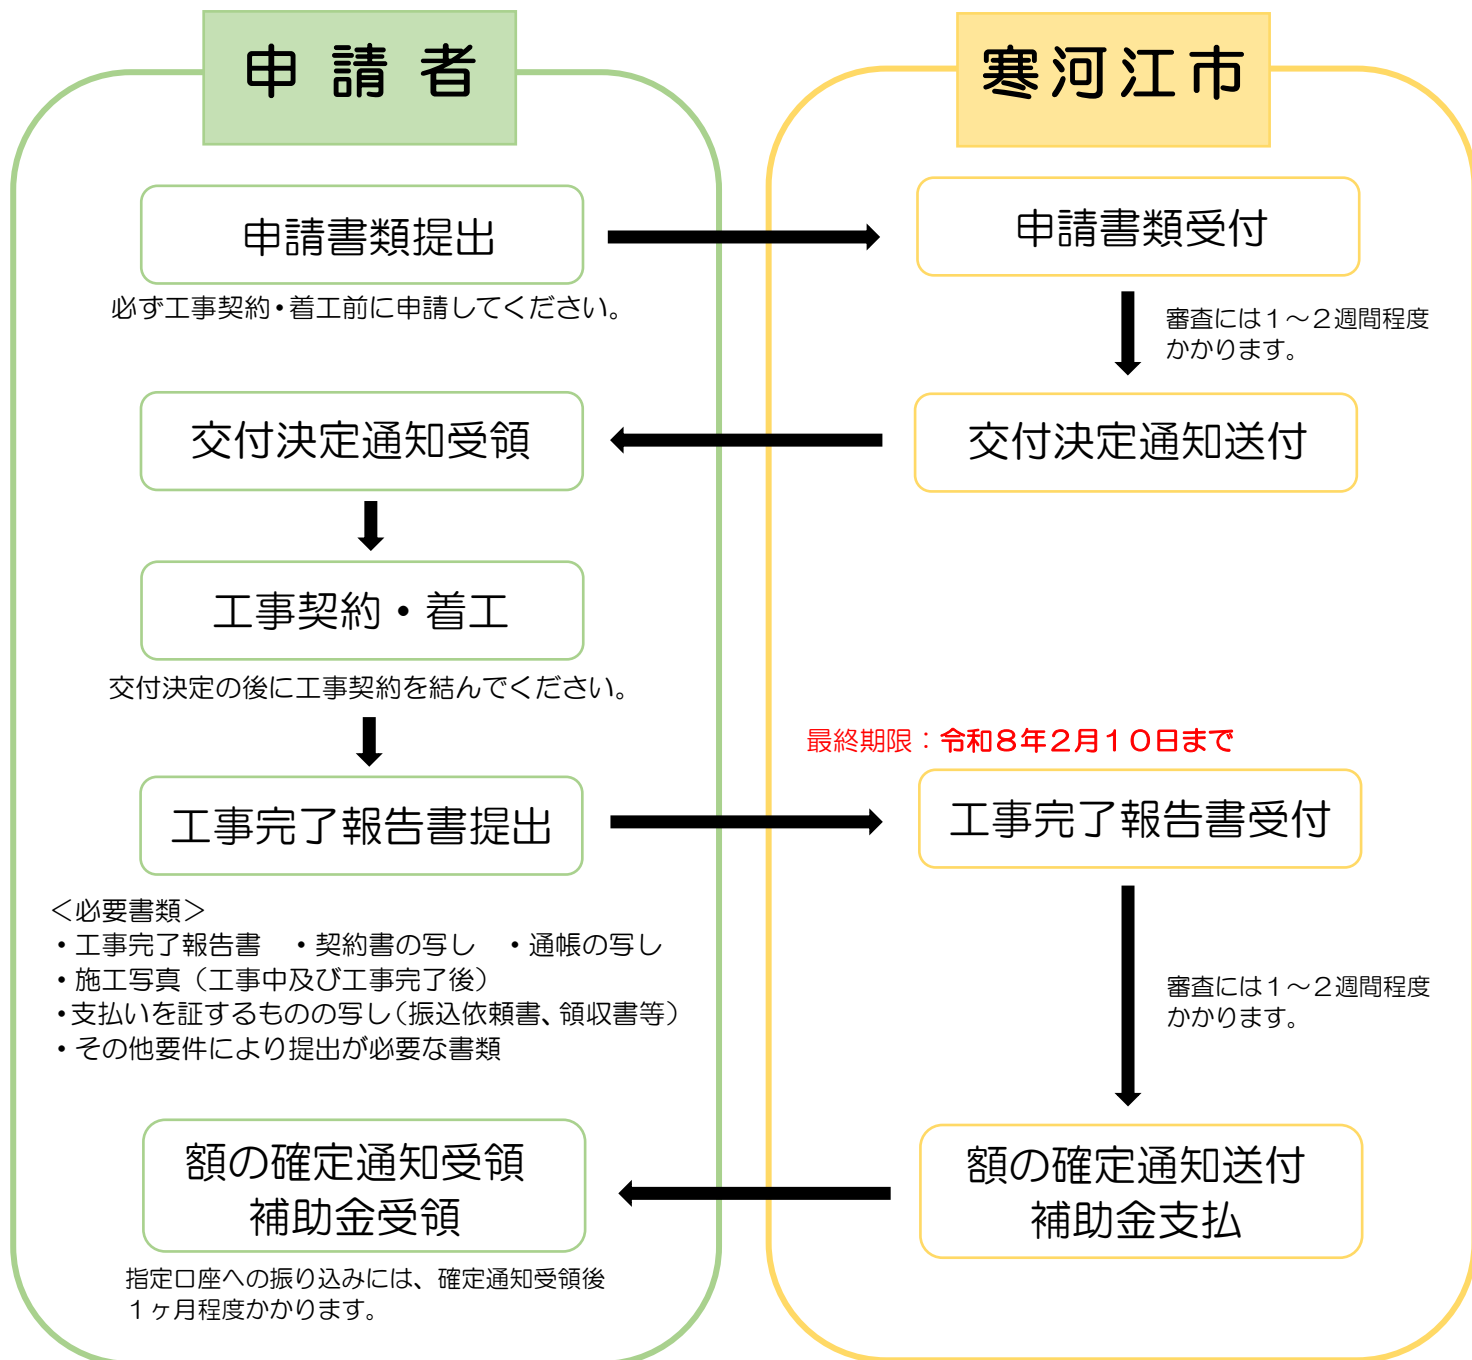 申請者
寒河江市
申請書類提出
申請書類受付
必ず工事契約・着工前に申請してください。
審査には１～２週間程度
かかります。
交付決定通知受領
交付決定通知送付
工事契約・着工
交付決定の後に工事契約を結んでください。
最終期限：令和８年２月１０日まで
工事完了報告書提出
工事完了報告書受付
＜必要書類＞
・工事完了報告書　・契約書の写し　・通帳の写し
・施工写真（工事中及び工事完了後）
・支払いを証するものの写し（振込依頼書、領収書等）
・その他要件により提出が必要な書類
審査には１～２週間程度
かかります。
額の確定通知受領
補助金受領
額の確定通知送付
補助金支払
指定口座への振り込みには、確定通知受領後
１ヶ月程度かかります。